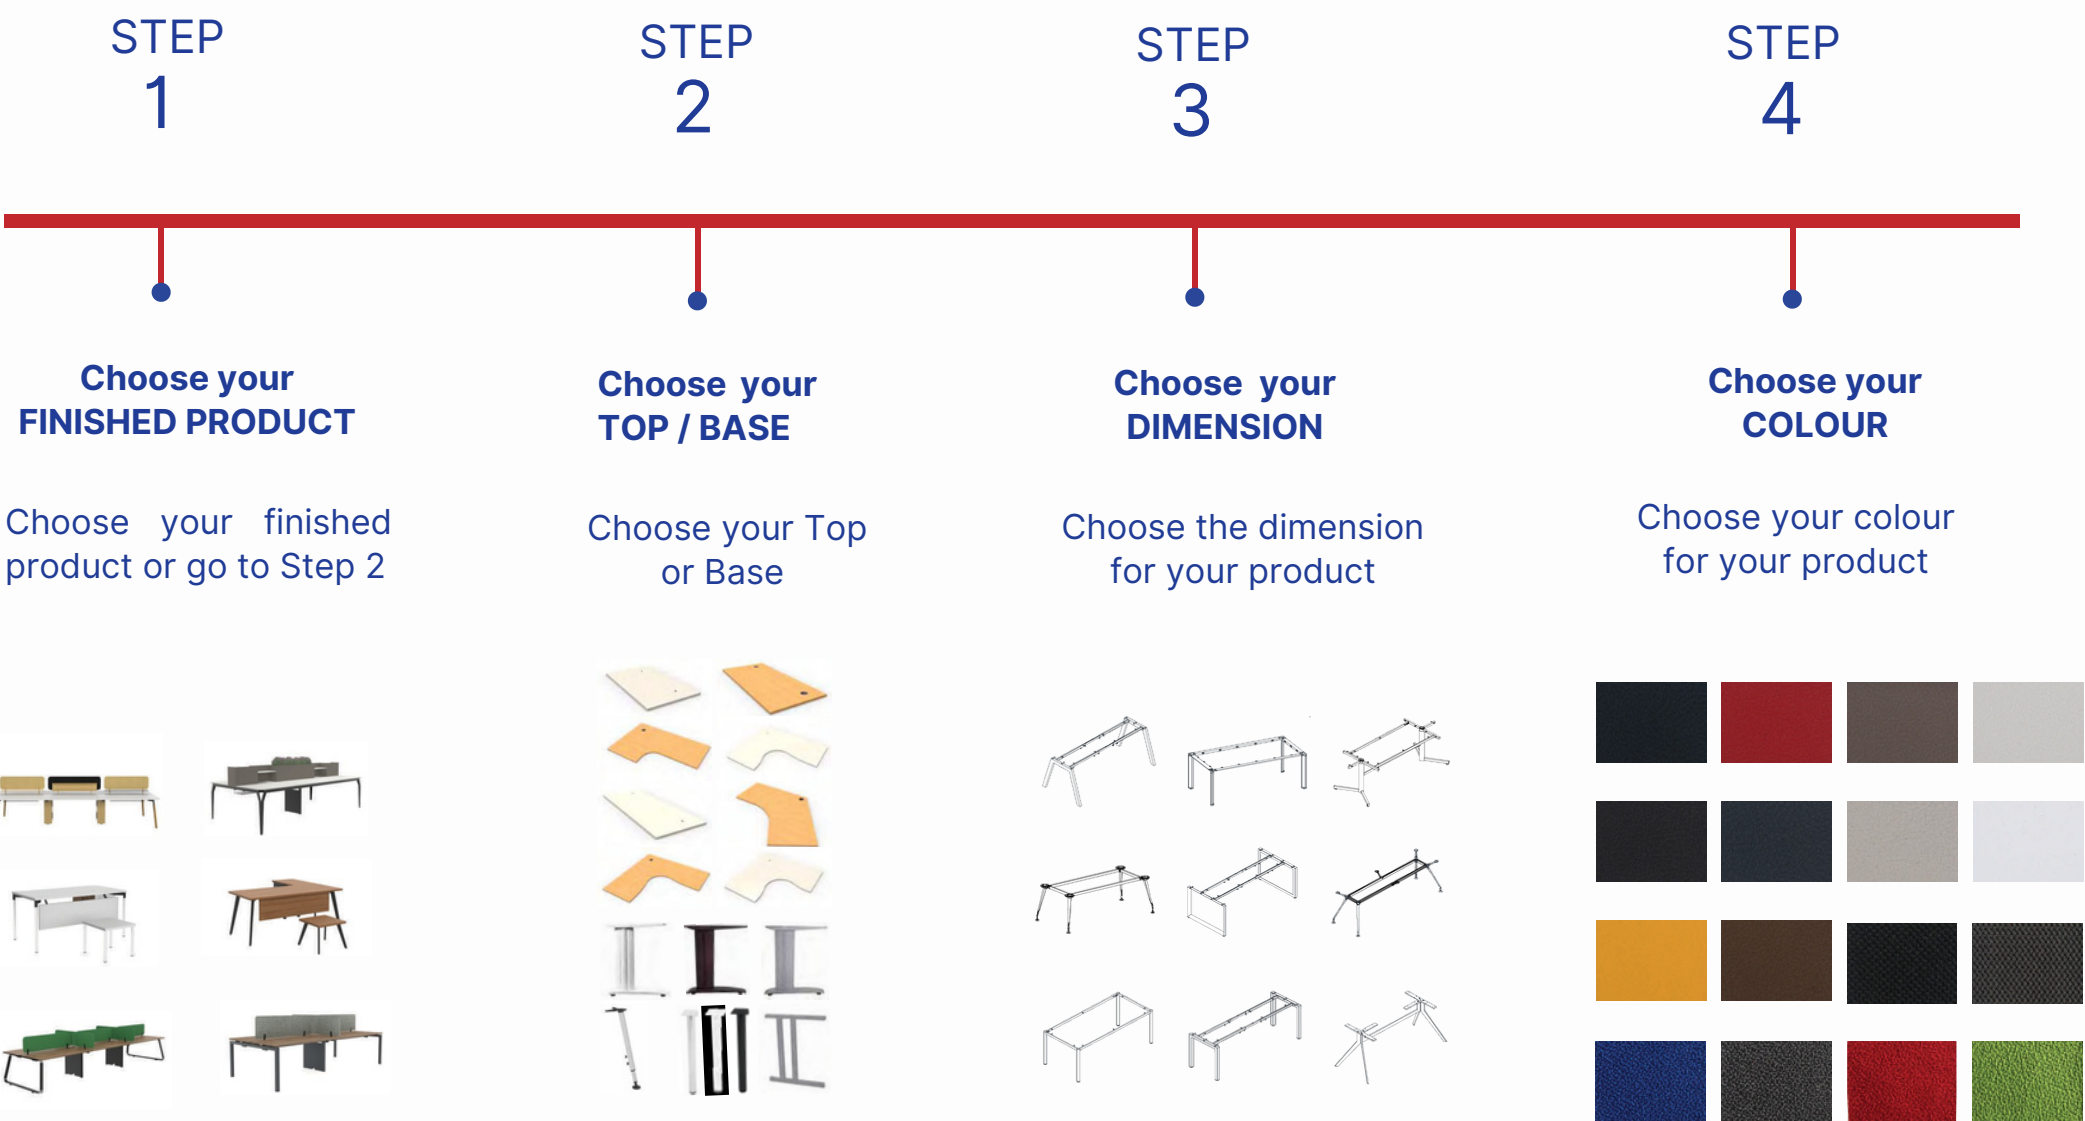 STEP
1
Choose your
FINISHED PRODUCT
Choose your finished
product or go to Step 2
STEP
2
Choose your
TOP / BASE
Choose your Top
or Base
STEP
3
Choose your
DIMENSION
Choose the dimension
for your product
STEP
4
Choose your
COLOUR
Choose your colour
for your product